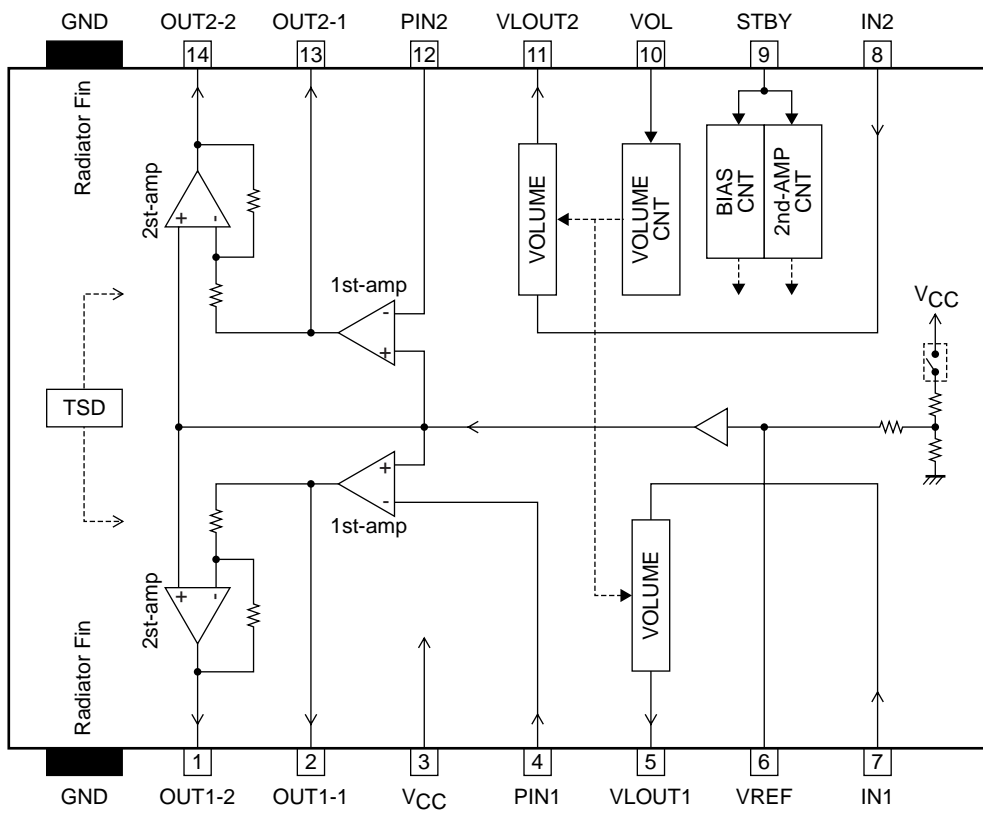 GND OUT2-2 OUT2-1 PIN2 VLOUT2 VOL STBY IN2
14 13 12 11 10 9 8
Radiator Fin
2st-amp
+ -
VOLUME
VOLUME
CNT
BIAS
CNT
2nd-AMP
CNT
1st-amp
-
+
VCC
TSD
+
-
1st-amp
2st-amp
+ -
VOLUME
Radiator Fin
1 2 3 4 5 6 7
GND OUT1-2 OUT1-1 VCC PIN1 VLOUT1 VREF IN1